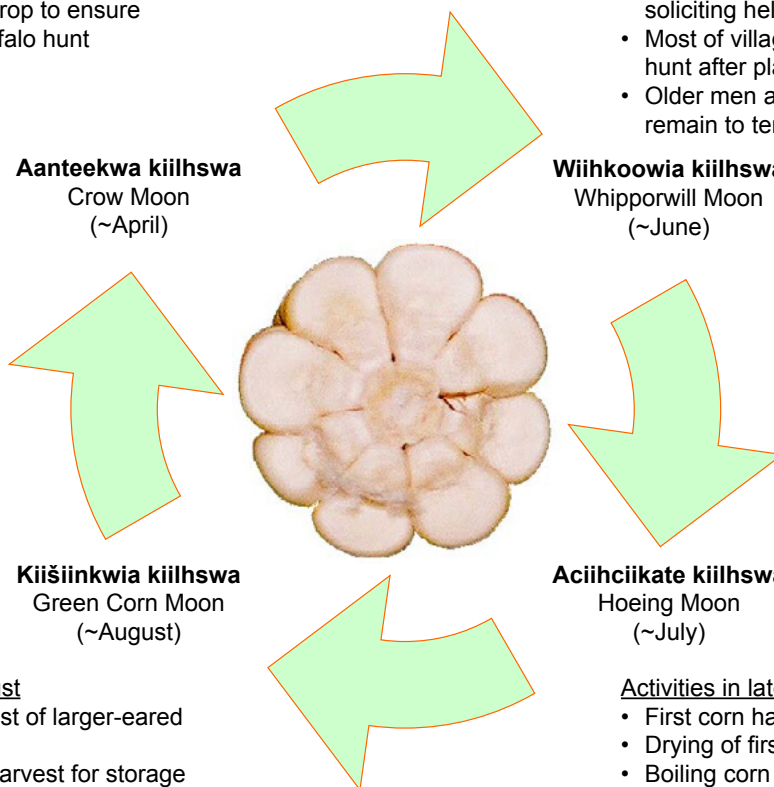 rop to ensure
falo hunt
soliciting hel
• Most of villag
hunt after pla
• Older men a
remain to ter
Aanteekwa kiilhswa
Crow Moon
(~April)
Wiihkoowia kiilhswa
Whipporwill Moon
(~June)
Kiišiinkwia kiilhswa
Green Corn Moon
(~August)
Aciihciikate kiilhswa
Hoeing Moon
(~July)
ust
st of larger-eared
arvest for storage
Activities in late
• First corn ha
• Drying of firs
• Boiling corn